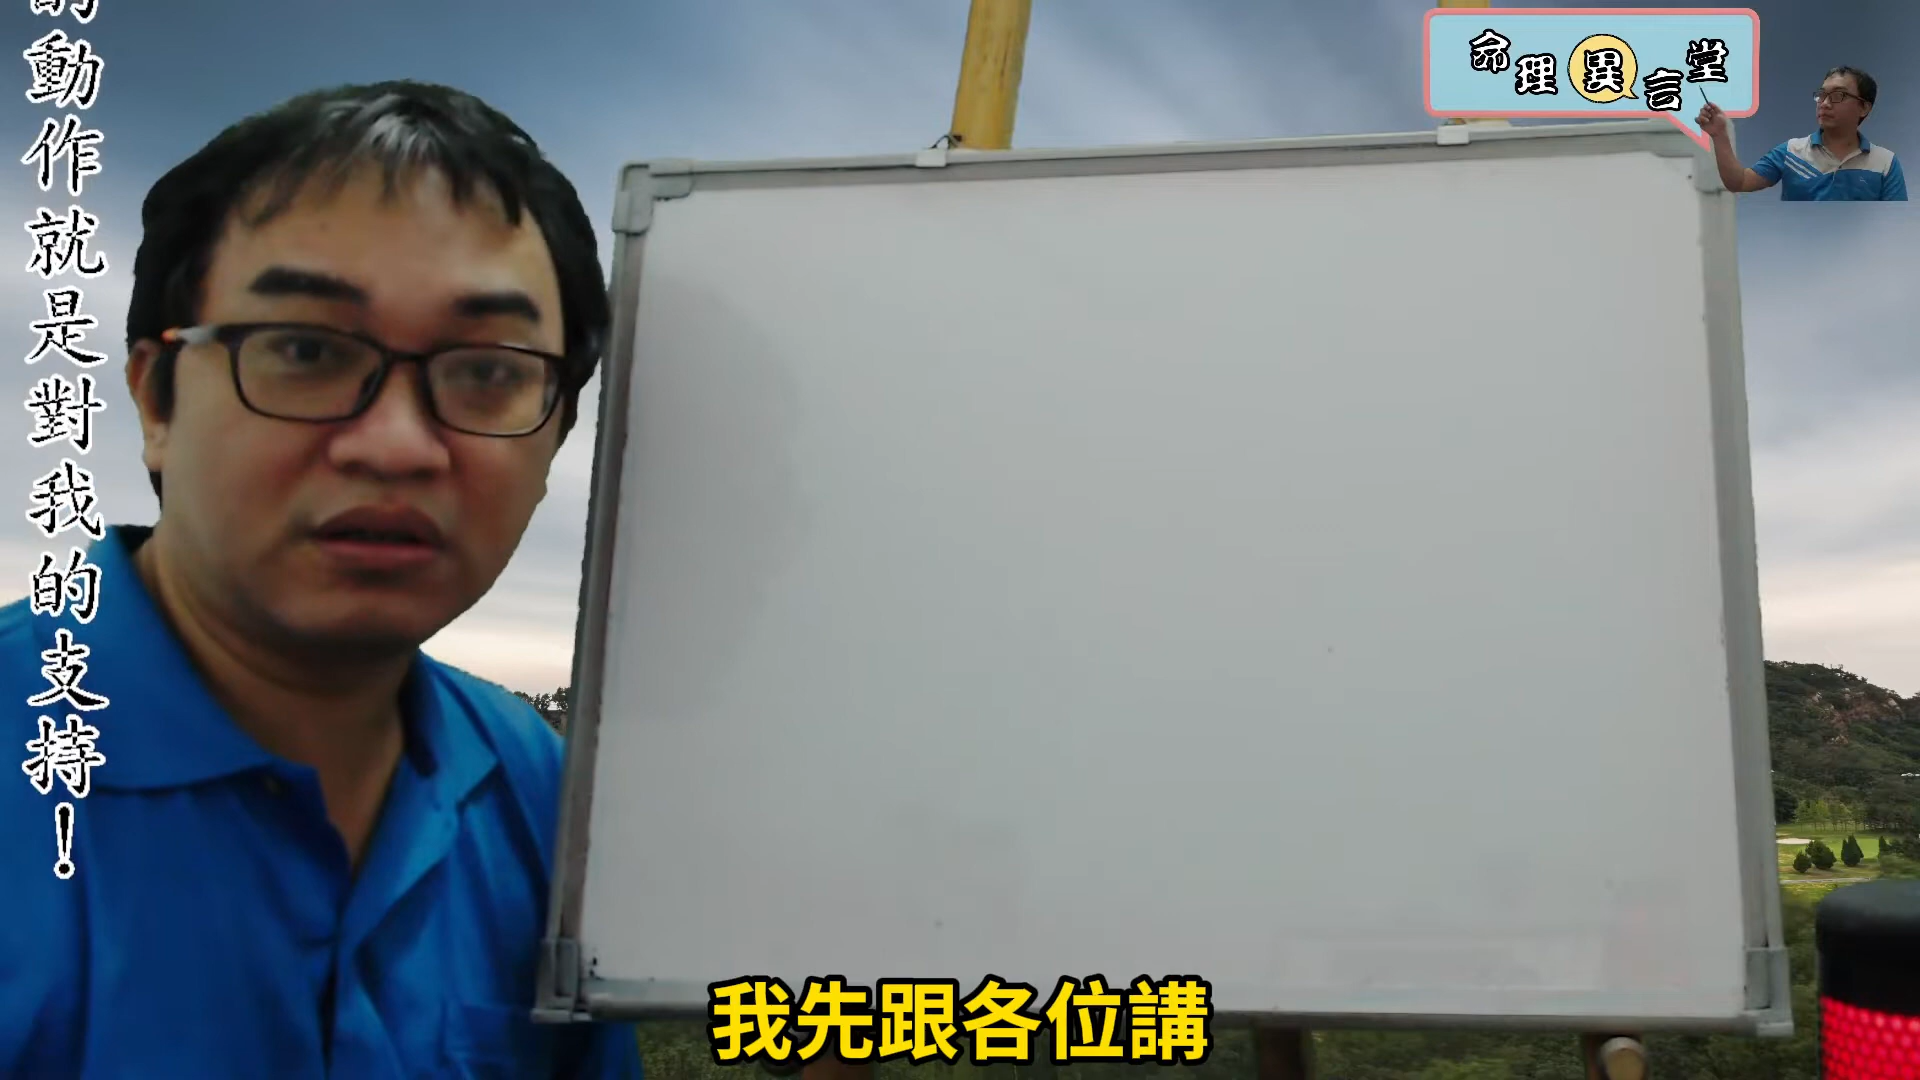 動作就是對我的支持！
命理異言堂
我先跟各位講